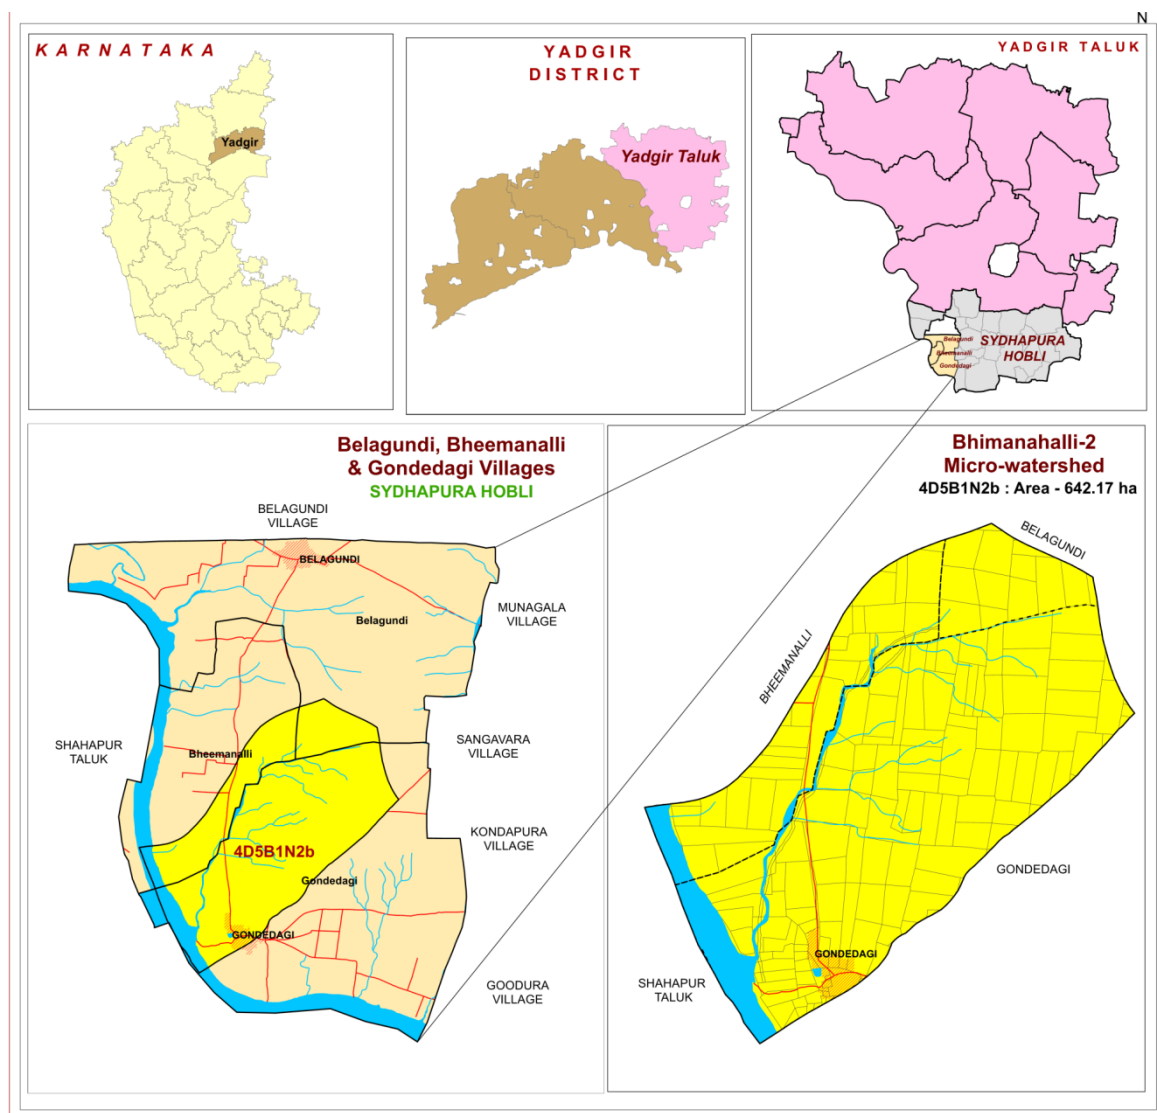 N
KARNATAKA
Yadgir
YADGIR
DISTRICT
Yadgir Taluk
YADGIR TALUK
SYDHAPURA
HOBLI
Belagundi
Bheemanalli
Gondedagi
Belagundi, Bheemanalli
& Gondedagi Villages
SYDHAPURA HOBLI
BELAGUNDI
VILLAGE
BELAGUNDI
Belagundi
MUNAGALA
VILLAGE
SHAHAPUR
TALUK
Bheemanalli
SANGAVARA
VILLAGE
KONDAPURA
VILLAGE
4D5B1N2b
Gondedagi
GONDEDAGI
GOODURA
VILLAGE
Bhimanahalli-2
Micro-watershed
4D5B1N2b : Area - 642.17 ha
BELAGUNDI
BHEEMANALLI
GONDEDAGI
GONDEDAGI
SHAHAPUR
TALUK